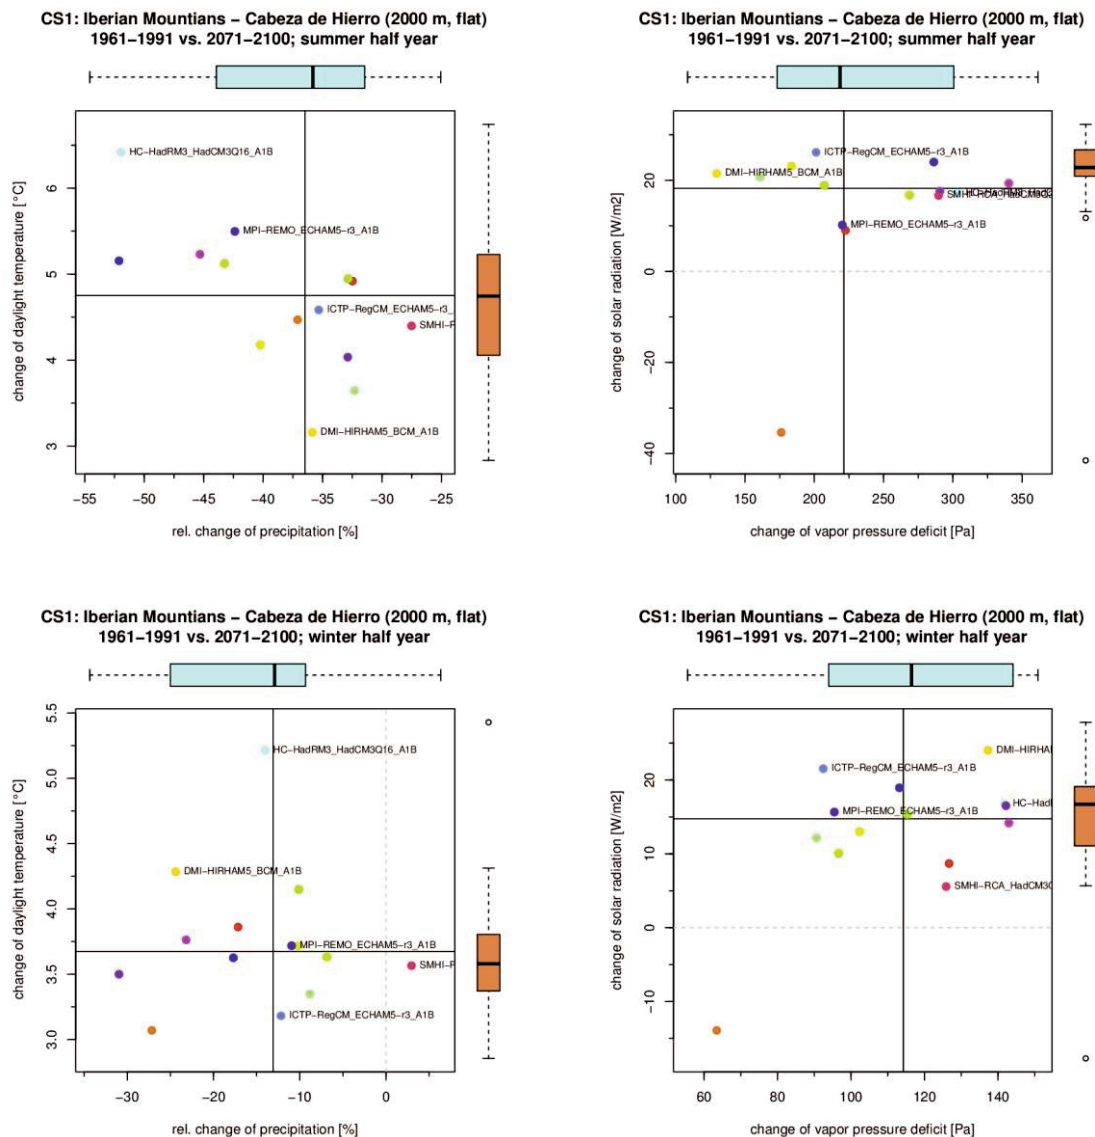 CS1: Iberian Mountians – Cabeza de Hierro (2000 m, flat)
1961–1991 vs. 2071–2100; summer half year
HC-HadRM3_HadCM3Q16_A1B
MPI-REMO_ECHAM5-r3_A1B
ICTP-RegCM_ECHAM5-r3_
SMHI-F
DMI-HIRHAM5_BCM_A1B
change of daylight temperature [°C]
6
5
4
3
−55
−50
−45
−40
−35
−30
−25
rel. change of precipitation [%]
CS1: Iberian Mountians – Cabeza de Hierro (2000 m, flat)
1961–1991 vs. 2071–2100; summer half year
ICTP-RegCM_ECHAM5-r3_A1B
DMI-HIRHAM5_BCM_A1B
MPI-REMO_ECHAM5-r3_A1B
change of solar radiation [W/m2]
20
0
−20
−40
100
150
200
250
300
350
change of vapor pressure deficit [Pa]
CS1: Iberian Mountians – Cabeza de Hierro (2000 m, flat)
1961–1991 vs. 2071–2100; winter half year
HC-HadRM3_HadCM3Q16_A1B
DMI-HIRHAM5_BCM_A1B
MPI-REMO_ECHAM5-r3_A1B
SMHI-F
ICTP-RegCM_ECHAM5-r3_A1B
change of daylight temperature [°C]
5.5
5.0
4.5
4.0
3.5
3.0
−30
−20
−10
0
rel. change of precipitation [%]
CS1: Iberian Mountians – Cabeza de Hierro (2000 m, flat)
1961–1991 vs. 2071–2100; winter half year
DMI-HIRHAI
ICTP-RegCM_ECHAM5-r3_A1B
HC-HadI
MPI-REMO_ECHAM5-r3_A1B
SMHI-RCA_HadCM3C
change of solar radiation [W/m2]
20
10
0
−10
60
80
100
120
140
change of vapor pressure deficit [Pa]